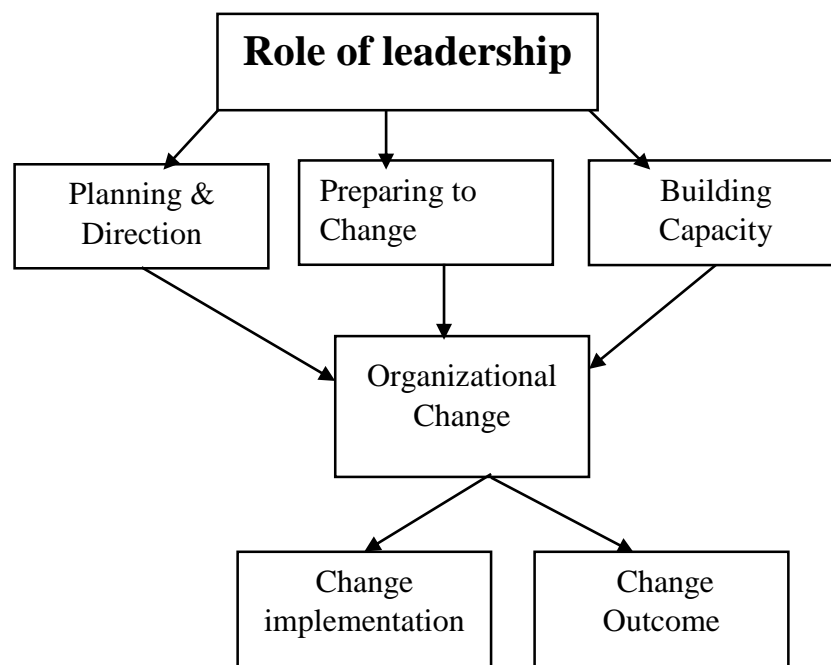 Role of leadership
Planning &
Direction
Preparing to
Change
Building
Capacity
Organizational
Change
Change
implementation
Change
Outcome